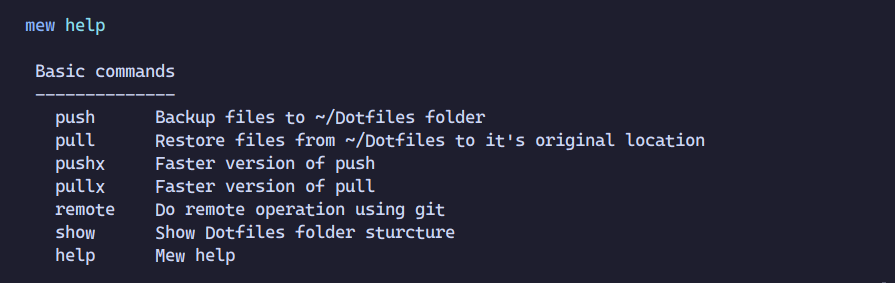 mew help
Basic commands
--------------
push Backup files to ~/Dotfiles folder
pull Restore files from ~/Dotfiles to it's original location
pushx Faster version of push
pullx Faster version of pull
remote Do remote operation using git
show Show Dotfiles folder sturcture
help Mew help